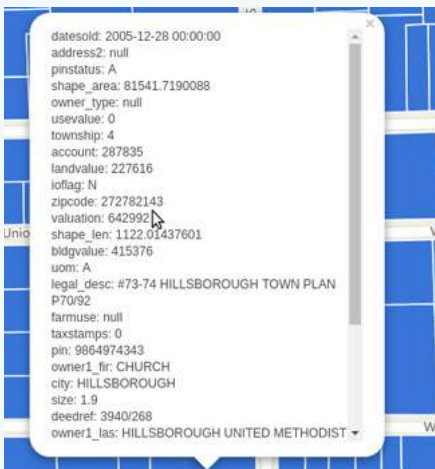 datesold: 2005-12-28 00:00:00
address2: null
pinstatus: A
shape_area: 81541.7190088
owner_type: null
usevalue: 0
township: 4
account: 287835
landvalue: 227616
ioflag: N
zipcode: 272782143
valuation: 642992
shape_len: 1122.01437601
bldgvalue: 415376
uom: A
legal_desc: #73-74 HILLSBOROUGH TOWN PLAN
P70/92
farmuse: null
taxstamps: 0
pin: 9864974343
owner1_fir: CHURCH
city: HILLSBOROUGH
size: 1.9
deedref: 3940/268
owner1_las: HILLSBOROUGH UNITED METHODIST
Unio
W